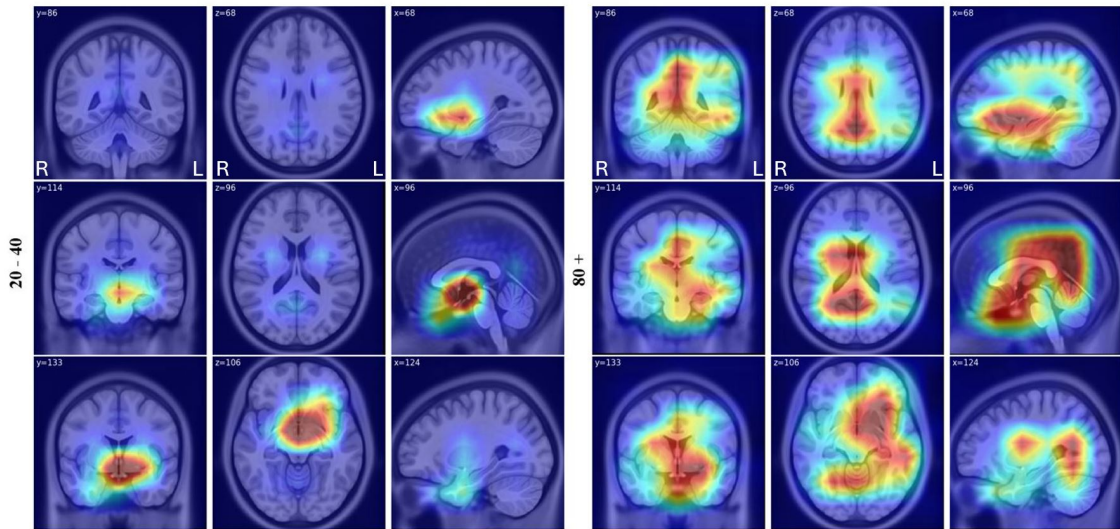 20 – 40
y=86
z=68
x=68
R
L
R
L
y=114
z=96
x=96
y=133
z=106
x=124
80 +
y=86
z=68
x=68
R
L
R
L
y=114
z=96
x=96
y=133
z=106
x=124